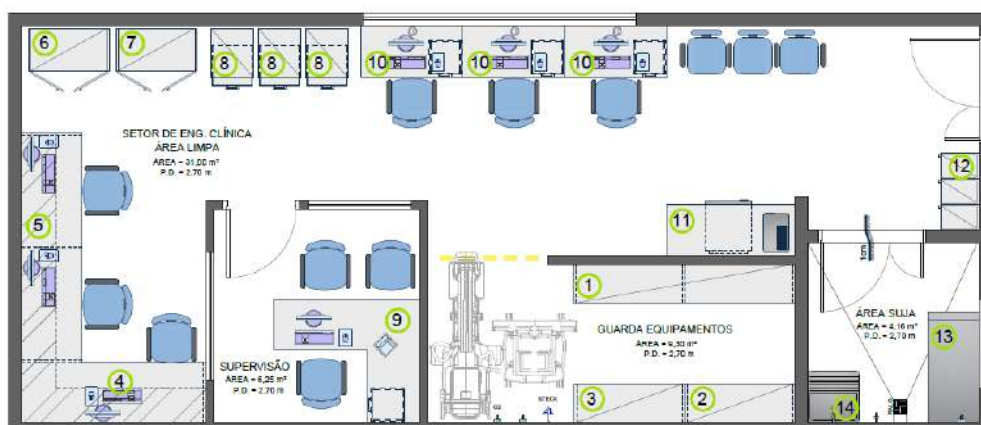 6
7
8
8
8
10
10
10
SETOR DE ENG. CLÍNICA
ÁREA LIMPA
ÁREA = 31,00 m²
P.D. = 2,70 m
12
5
11
1
9
GUARDA EQUIPAMENTOS
ÁREA = 9,30 m²
P.D. = 2,70 m
ÁREA SUJA
ÁREA = 4,16 m²
P.D. = 2,70 m
13
SUPERVISÃO
ÁREA = 6,25 m²
P.D. = 2,70 m
4
3
2
14